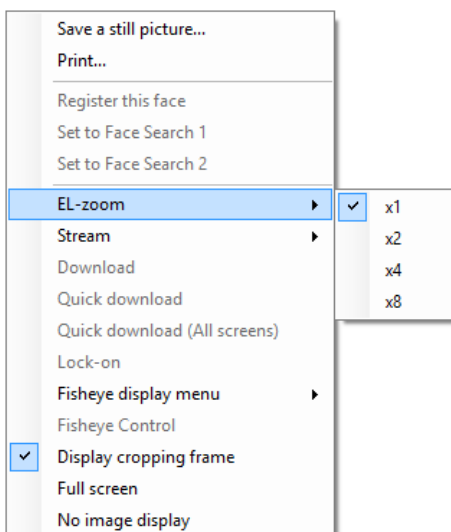 Save a still picture...
Print...
Register this face
Set to Face Search 1
Set to Face Search 2
EL-zoom
x1
x2
x4
x8
Stream
Download
Quick download
Quick download (All screens)
Lock-on
Fisheye display menu
Fisheye Control
Display cropping frame
Full screen
No image display